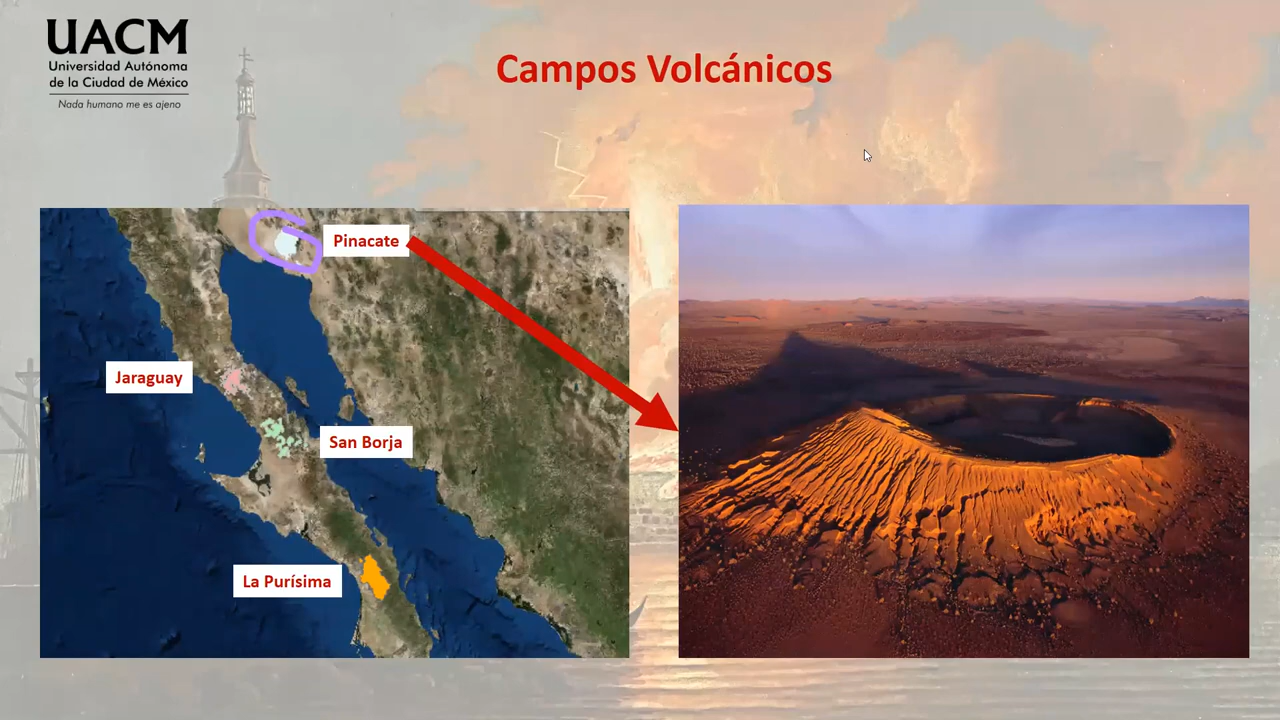 UACM
Universidad Autónoma
de la Ciudad de México
Nada humano me es ajeno
Campos Volcánicos
Pinacate
Jaraguay
San Borja
La Purísima